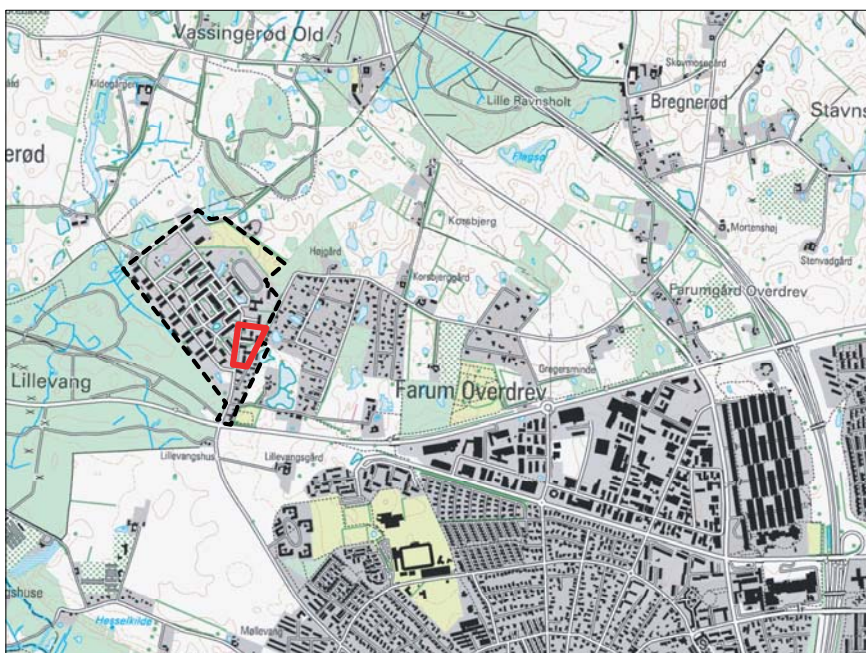 Vassingerød Old
Kildegården
Skovmosegård
Lille Ravnsholt
Bregnerød
Stavns
erød
Flagsø
Korsbjerg
Mortenshøj
Højgård
Stenvadgård
Korsbjerggård
Farumgård Overdrev
Gregersminde
Lillevang
Farum Overdrev
Lillevangshus
Lillevangsgård
gshuse
Hesselkilde
Møllevang